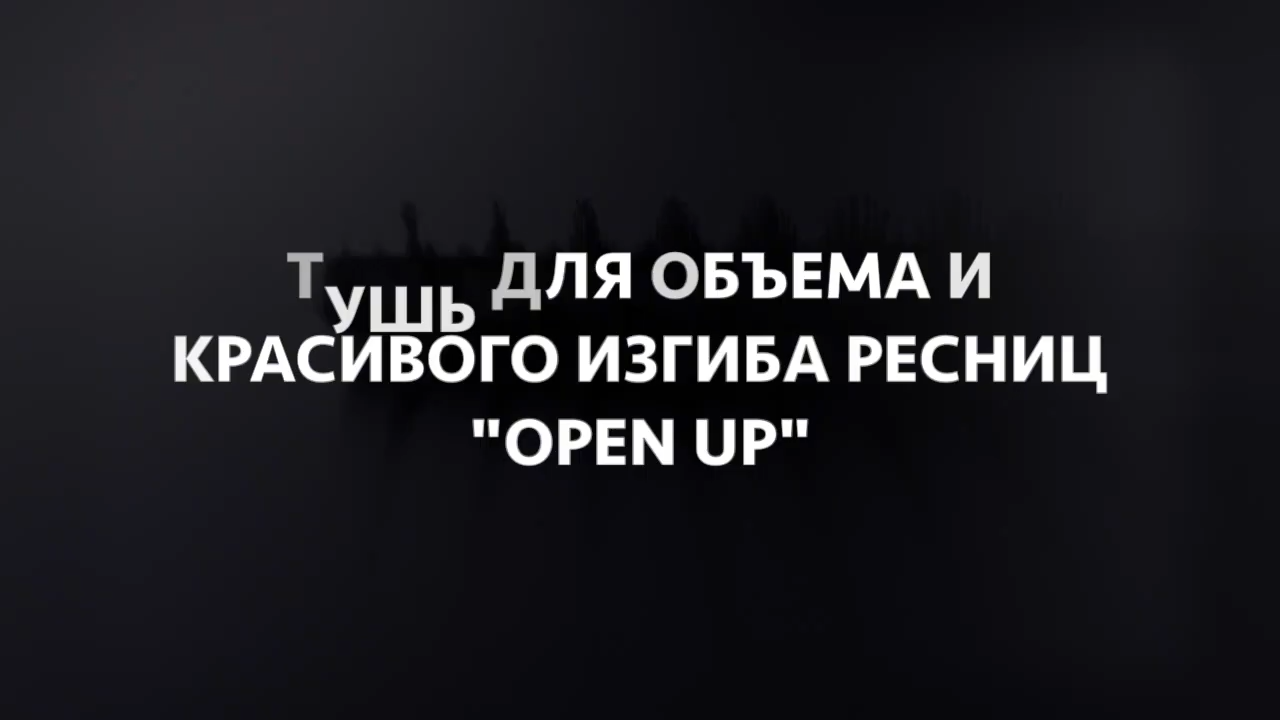 ТУШЬ ДЛЯ ОБЪЕМА И
КРАСИВОГО ИЗГИБА РЕСНИЦ
"OPEN UP"